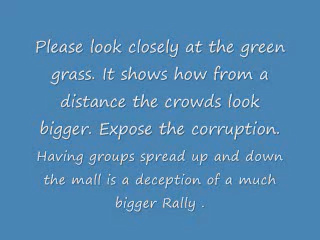 Please look closely at the green
grass. It shows how from a
distance the crowds look
bigger. Expose the corruption.
Having groups spread up and down
the mall is a deception of a much
bigger Rally .